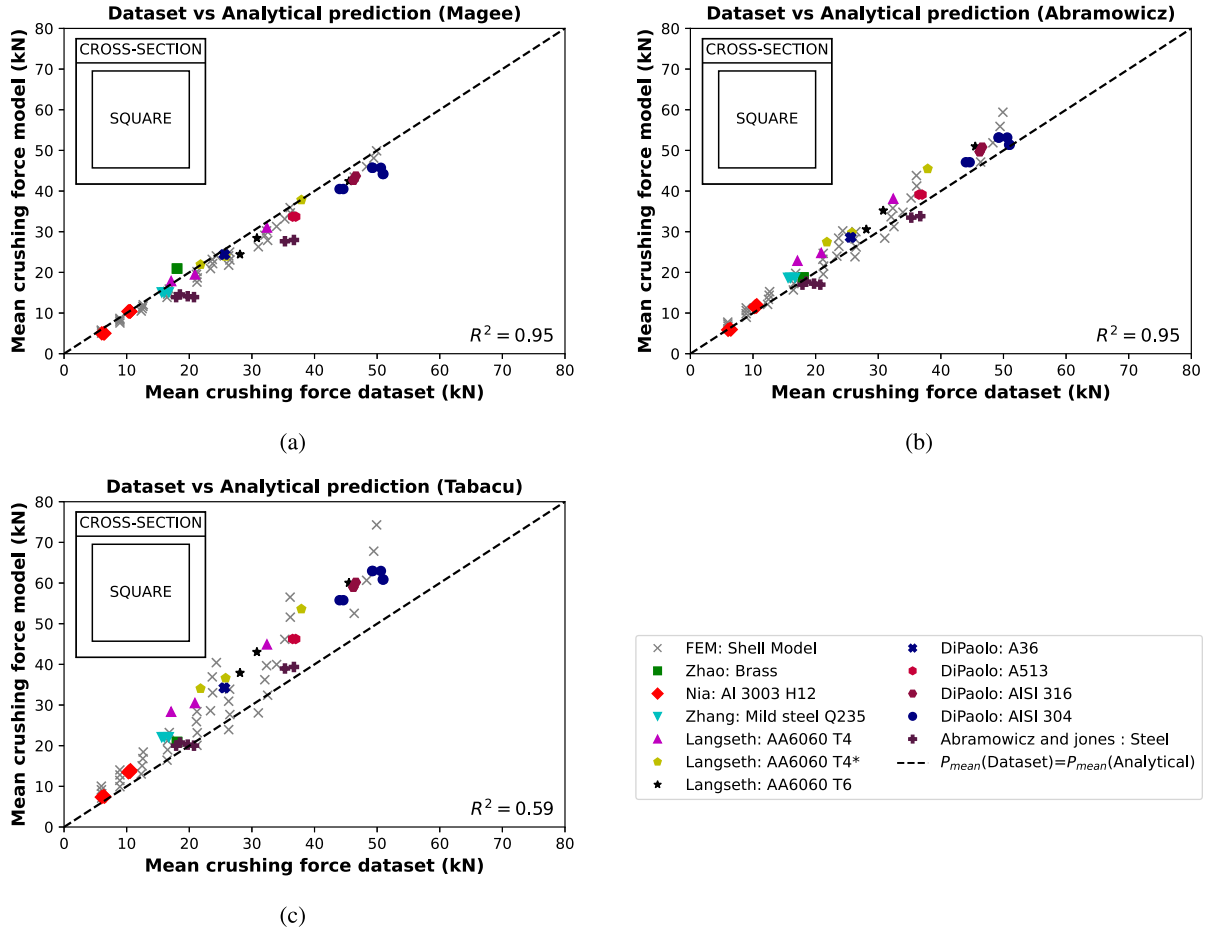 Dataset vs Analytical prediction (Magee)
80
70
60
50
40
30
20
10
0
Mean crushing force model (kN)
CROSS-SECTION
SQUARE
R² = 0.95
0 10 20 30 40 50 60 70 80
Mean crushing force dataset (kN)
(a)
Dataset vs Analytical prediction (Abramowicz)
80
70
60
50
40
30
20
10
0
Mean crushing force model (kN)
CROSS-SECTION
SQUARE
R² = 0.95
0 10 20 30 40 50 60 70 80
Mean crushing force dataset (kN)
(b)
Dataset vs Analytical prediction (Tabacu)
80
70
60
50
40
30
20
10
0
Mean crushing force model (kN)
CROSS-SECTION
SQUARE
R² = 0.59
0 10 20 30 40 50 60 70 80
Mean crushing force dataset (kN)
(c)
FEM: Shell Model
Zhao: Brass
Nia: Al 3003 H12
Zhang: Mild steel Q235
Langseth: AA6060 T4
Langseth: AA6060 T4*
Langseth: AA6060 T6
DiPaolo: A36
DiPaolo: A513
DiPaolo: AISI 316
DiPaolo: AISI 304
Abramowicz and jones : Steel
P_mean(Dataset)=P_mean(Analytical)